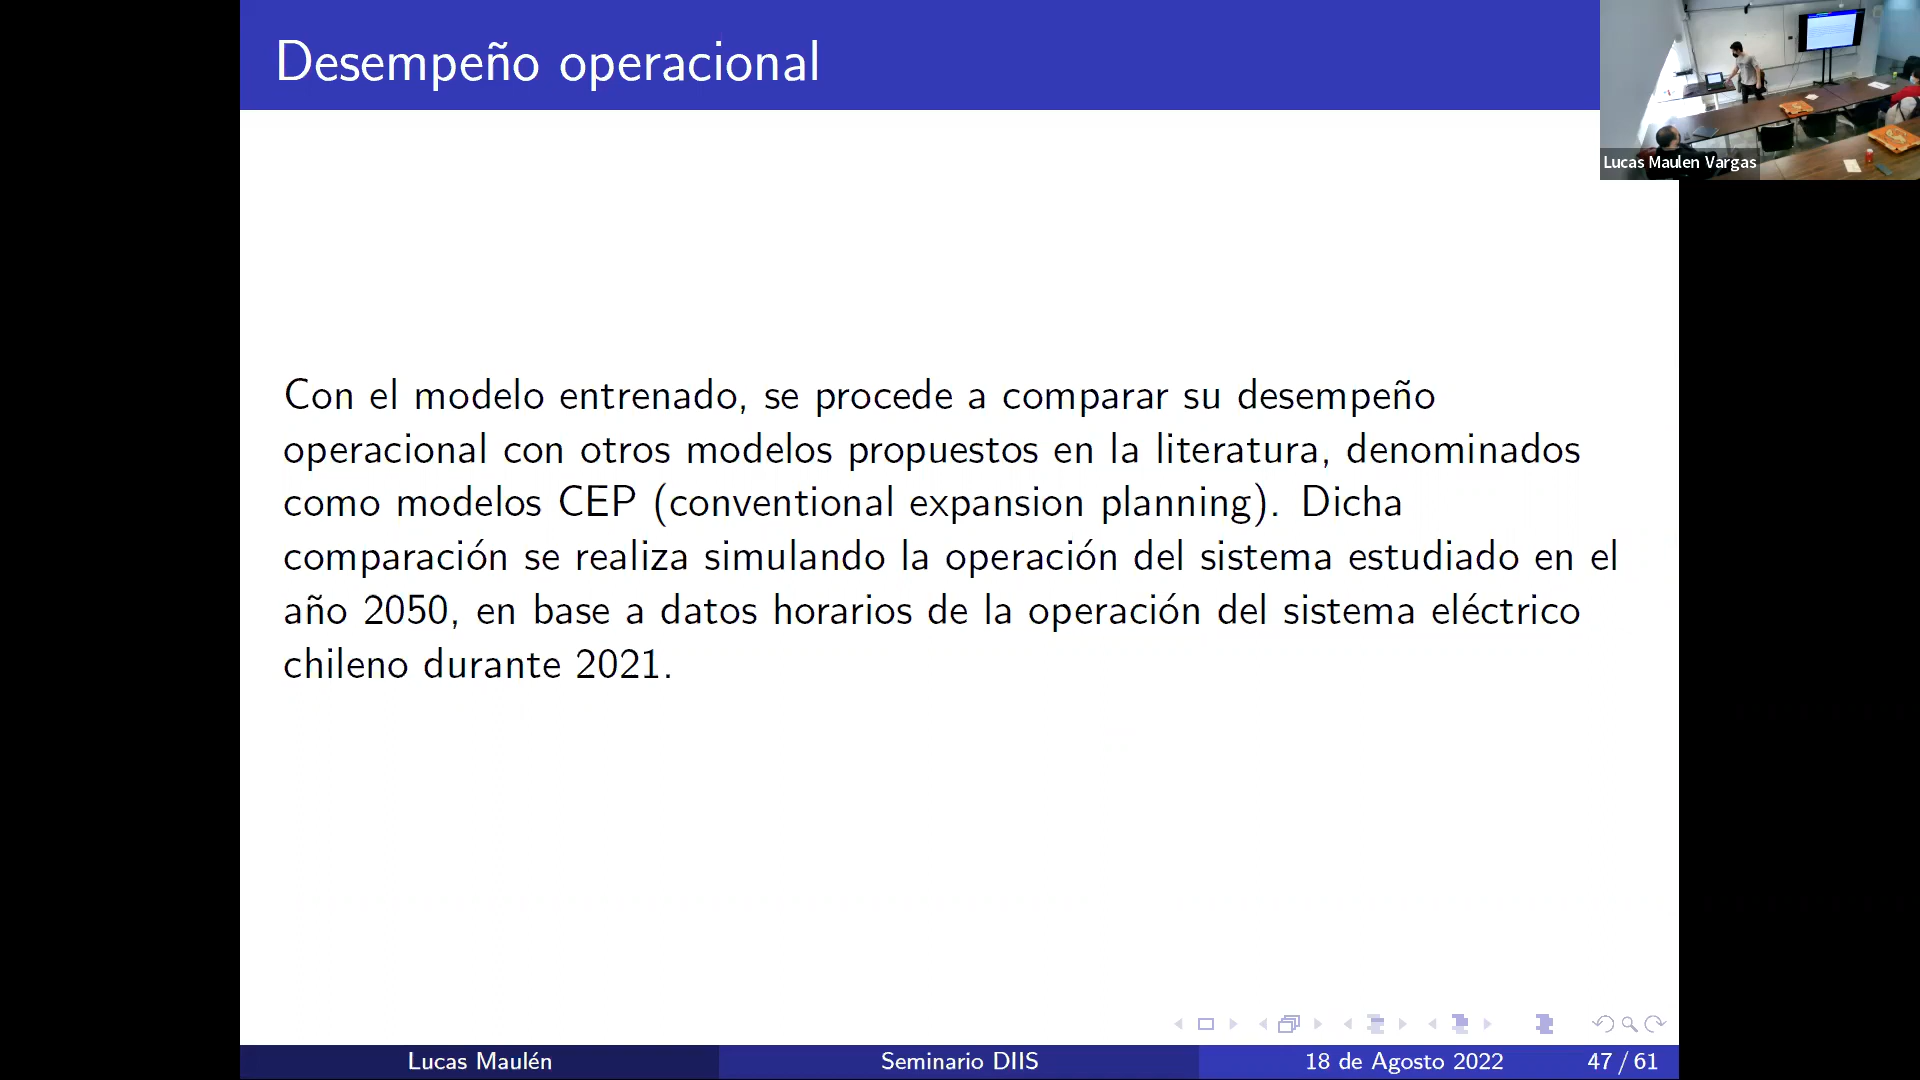 Desempeño operacional
Lucas Maulen Vargas
Con el modelo entrenado, se procede a comparar su desempeño
operacional con otros modelos propuestos en la literatura, denominados
como modelos CEP (conventional expansion planning). Dicha
comparación se realiza simulando la operación del sistema estudiado en el
año 2050, en base a datos horarios de la operación del sistema eléctrico
chileno durante 2021.
Lucas Maulén
Seminario DIIS
18 de Agosto 2022
47 / 61